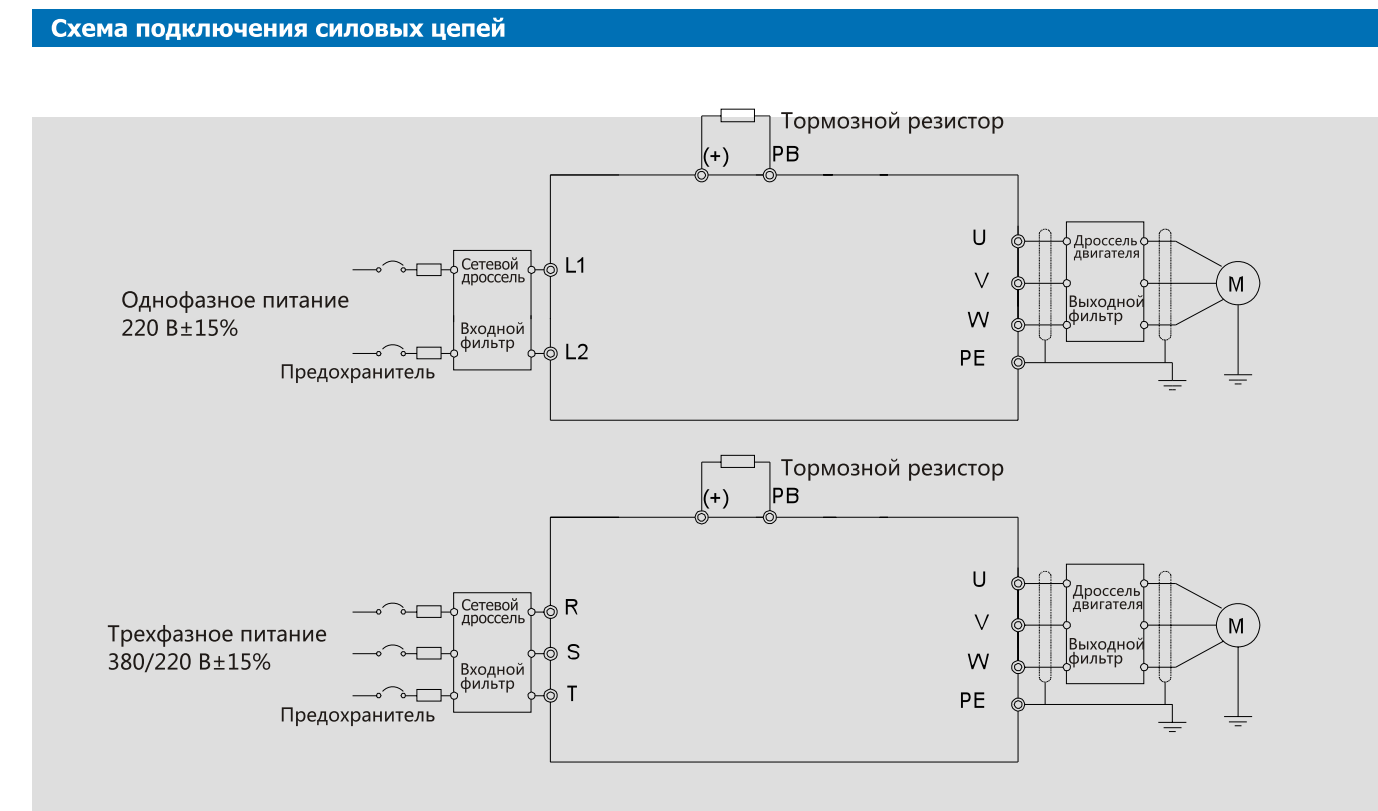 Схема подключения силовых цепей
Тормозной резистор
(+) PB
Однофазное питание
220 В±15%
Предохранитель
Сетевой
дроссель
Входной
фильтр
L1
L2
U
V
W
PE
Дроссель
двигателя
Выходной
фильтр
M
Тормозной резистор
(+) PB
Трехфазное питание
380/220 В±15%
Предохранитель
Сетевой
дроссель
Входной
фильтр
R
S
T
U
V
W
PE
Дроссель
двигателя
Выходной
фильтр
M